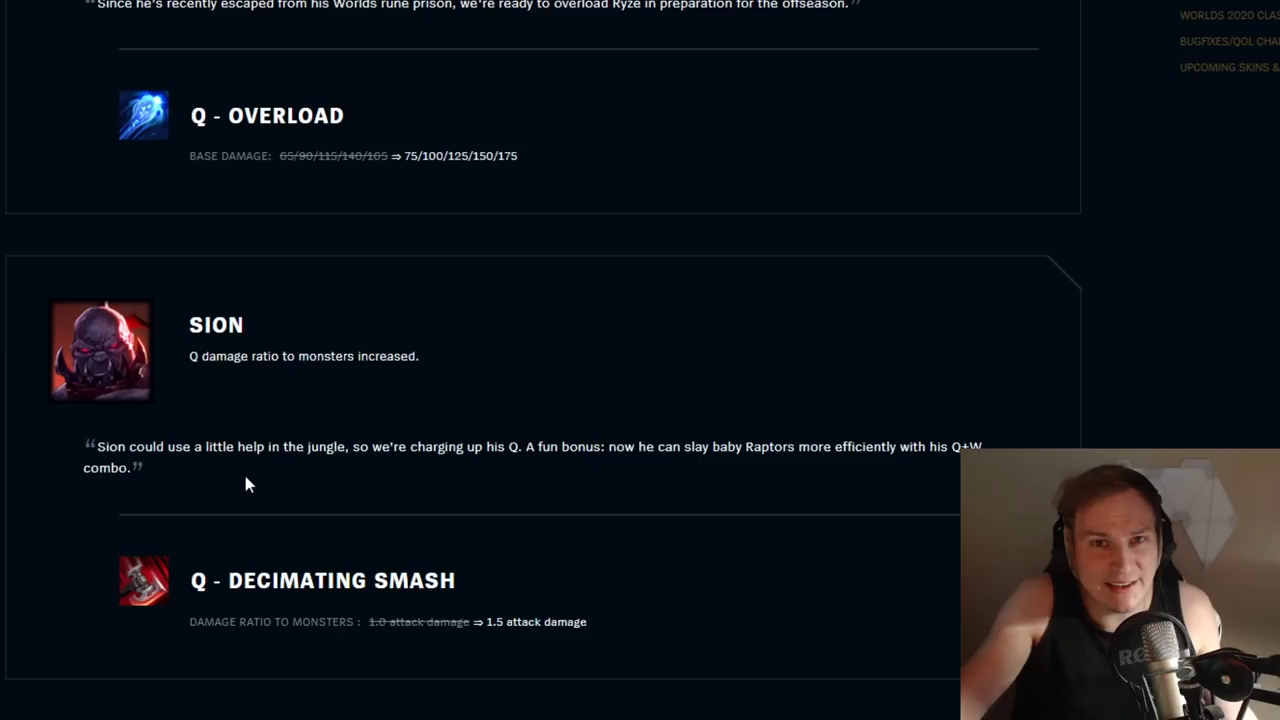 “Since he's recently escaped from his Worlds rune prison, we're ready to overload Ryze in preparation for the offseason.”
WORLDS 2020 CLA
BUGFIXES/QOL CHA
UPCOMING SKINS &
Q - OVERLOAD
BASE DAMAGE: 65/90/115/140/165 ⇒ 75/100/125/150/175
SION
Q damage ratio to monsters increased.
“Sion could use a little help in the jungle, so we're charging up his Q. A fun bonus: now he can slay baby Raptors more efficiently with his Q+W
combo.”
Q - DECIMATING SMASH
DAMAGE RATIO TO MONSTERS : 1.0 attack damage ⇒ 1.5 attack damage